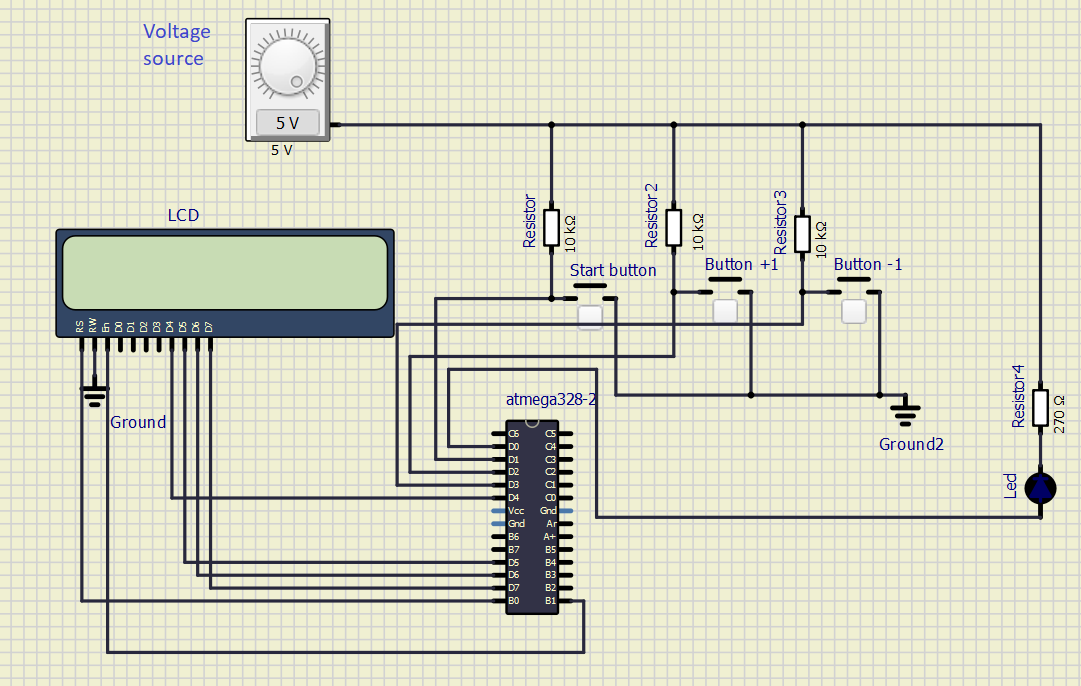 Voltage
source
5 V
5 V
LCD
RS
RW
En
D0
D1
D2
D3
D4
D5
D6
D7
Ground
Resistor
10 kΩ
Resistor2
10 kΩ
Resistor3
10 kΩ
Start button
Button +1
Button -1
Ground2
Resistor4
270 Ω
Led
atmega328-2
C6 C5
D0 C4
D1 C3
D2 C2
D3 C1
D4 C0
Vcc Gnd
Gnd Ar
B6 A+
B7 B5
D5 B4
D6 B3
D7 B2
B0 B1